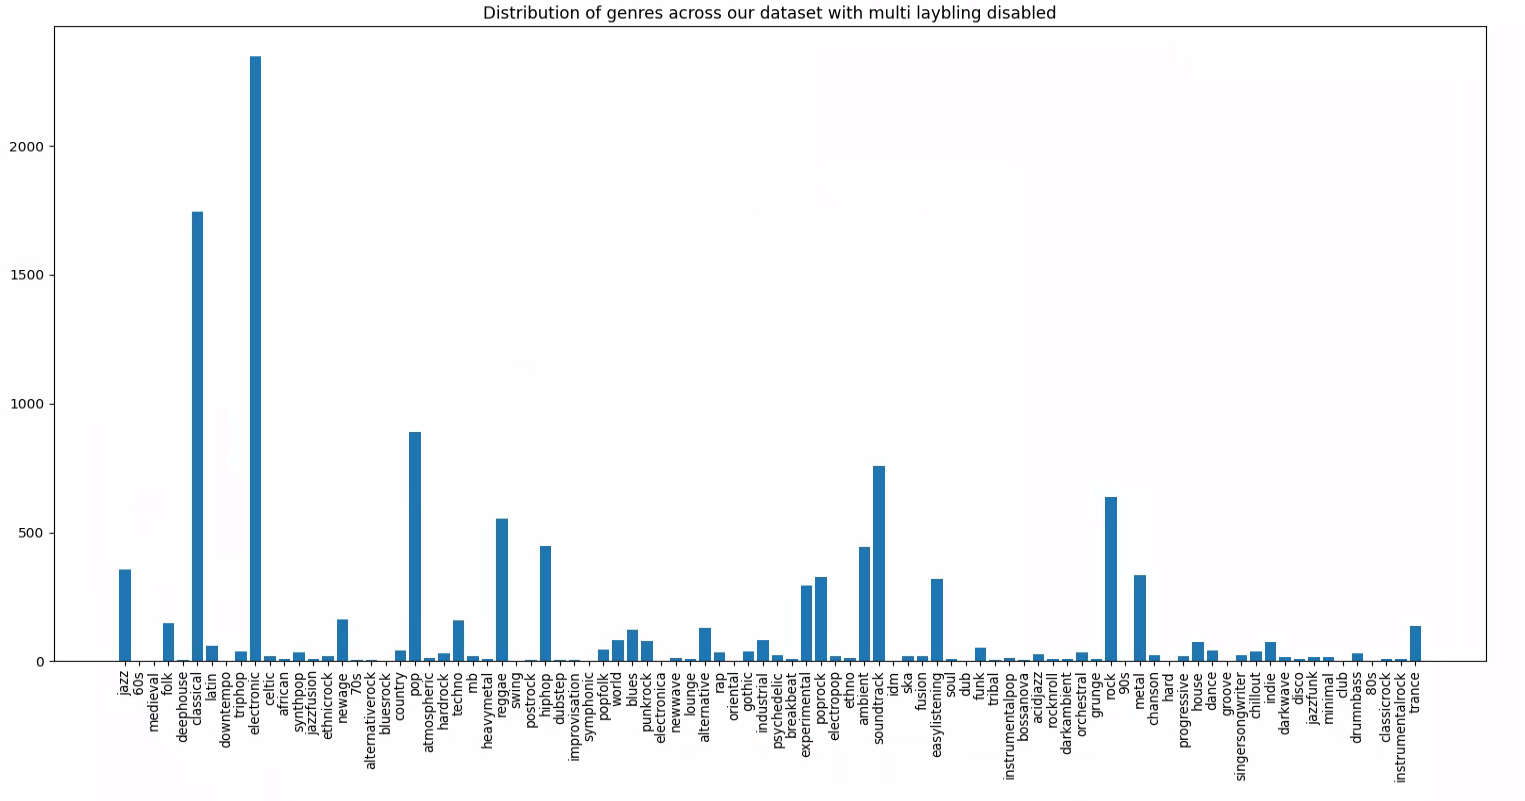 Distribution of genres across our dataset with multi laybling disabled
2000
1500
1000
500
0
jazz
60s
medieval
folk
deephouse
classical
latin
downtempo
triphop
electronic
celtic
african
synthpop
jazzfusion
ethnicrock
newage
70s
alternativerock
bluesrock
country
pop
atmospheric
hardrock
techno
rnb
heavymetal
reggae
swing
postrock
hiphop
dubstep
improvisation
symphonic
popfolk
world
blues
punkrock
electronica
newwave
lounge
alternative
rap
oriental
gothic
industrial
psychedelic
breakbeat
experimental
poprock
electropop
ethno
ambient
soundtrack
idm
ska
fusion
easylistening
soul
dub
funk
tribal
instrumentalpop
bossanova
acidjazz
rocknroll
darkambient
orchestral
grunge
rock
90s
metal
chanson
hard
progressive
house
dance
groove
singersongwriter
chillout
indie
darkwave
disco
jazzfunk
minimal
club
drumnbass
80s
classicrock
instrumentalrock
trance